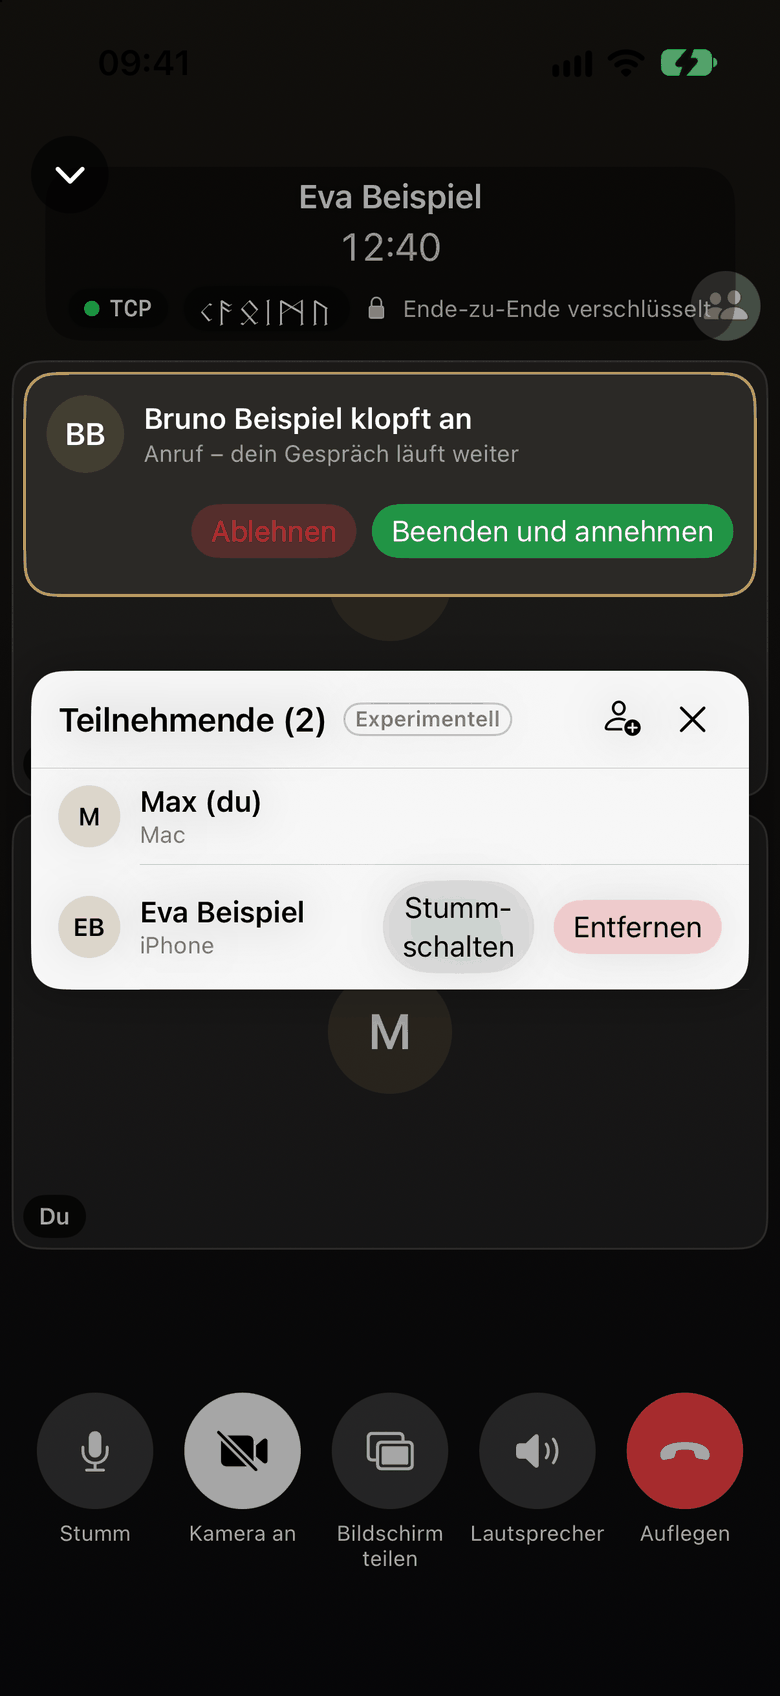 09:41
Eva Beispiel
12:40
TCP
ᚲᚨᛟᛁᛗᚢ
Ende-zu-Ende verschlüsselt
BB
Bruno Beispiel klopft an
Anruf – dein Gespräch läuft weiter
Ablehnen
Beenden und annehmen
Teilnehmende (2)
Experimentell
M
Max (du)
Mac
EB
Eva Beispiel
iPhone
Stumm-
schalten
Entfernen
M
Du
Stumm
Kamera an
Bildschirm
teilen
Lautsprecher
Auflegen